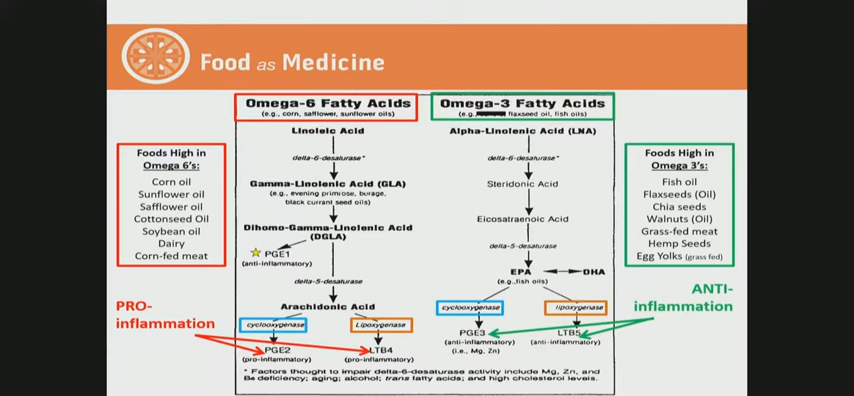 Food as Medicine
Omega-6 Fatty Acids
(e.g., corn, safflower, sunflower oils)
Linoleic Acid
delta-6-desaturase*
Gamma-Linolenic Acid (GLA)
(e.g., evening primrose, burage,
black currant seed oils)
Dihomo-Gamma-Linolenic Acid
(DGLA)
PGE1
(anti-inflammatory)
delta-5-desaturase
Arachidonic Acid
cyclooxygenase
Lipoxygenase
PGE2
(pro-inflammatory)
LTB4
(pro-inflammatory)
Omega-3 Fatty Acids
(e.g., flaxseed oil, fish oils)
Alpha-Linolenic Acid (LNA)
delta-6-desaturase*
Steridonic Acid
Eicosatraenoic Acid
delta-5-desaturase
EPA
DHA
(e.g.,fish oils)
cyclooxygenase
lipoxygenase
PGE3
(anti-inflammatory)
(i.e., Mg, Zn)
LTB5
(anti-inflammatory)
* Factors thought to impair delta-6-desaturase activity include Mg, Zn, and
B6 deficiency; aging; alcohol; trans fatty acids; and high cholesterol levels.
Foods High in
Omega 6's:
Corn oil
Sunflower oil
Safflower oil
Cottonseed Oil
Soybean oil
Dairy
Corn-fed meat
PRO-
inflammation
Foods High in
Omega 3's:
Fish oil
Flaxseeds (Oil)
Chia seeds
Walnuts (Oil)
Grass-fed meat
Hemp Seeds
Egg Yolks (grass fed)
ANTI-
inflammation